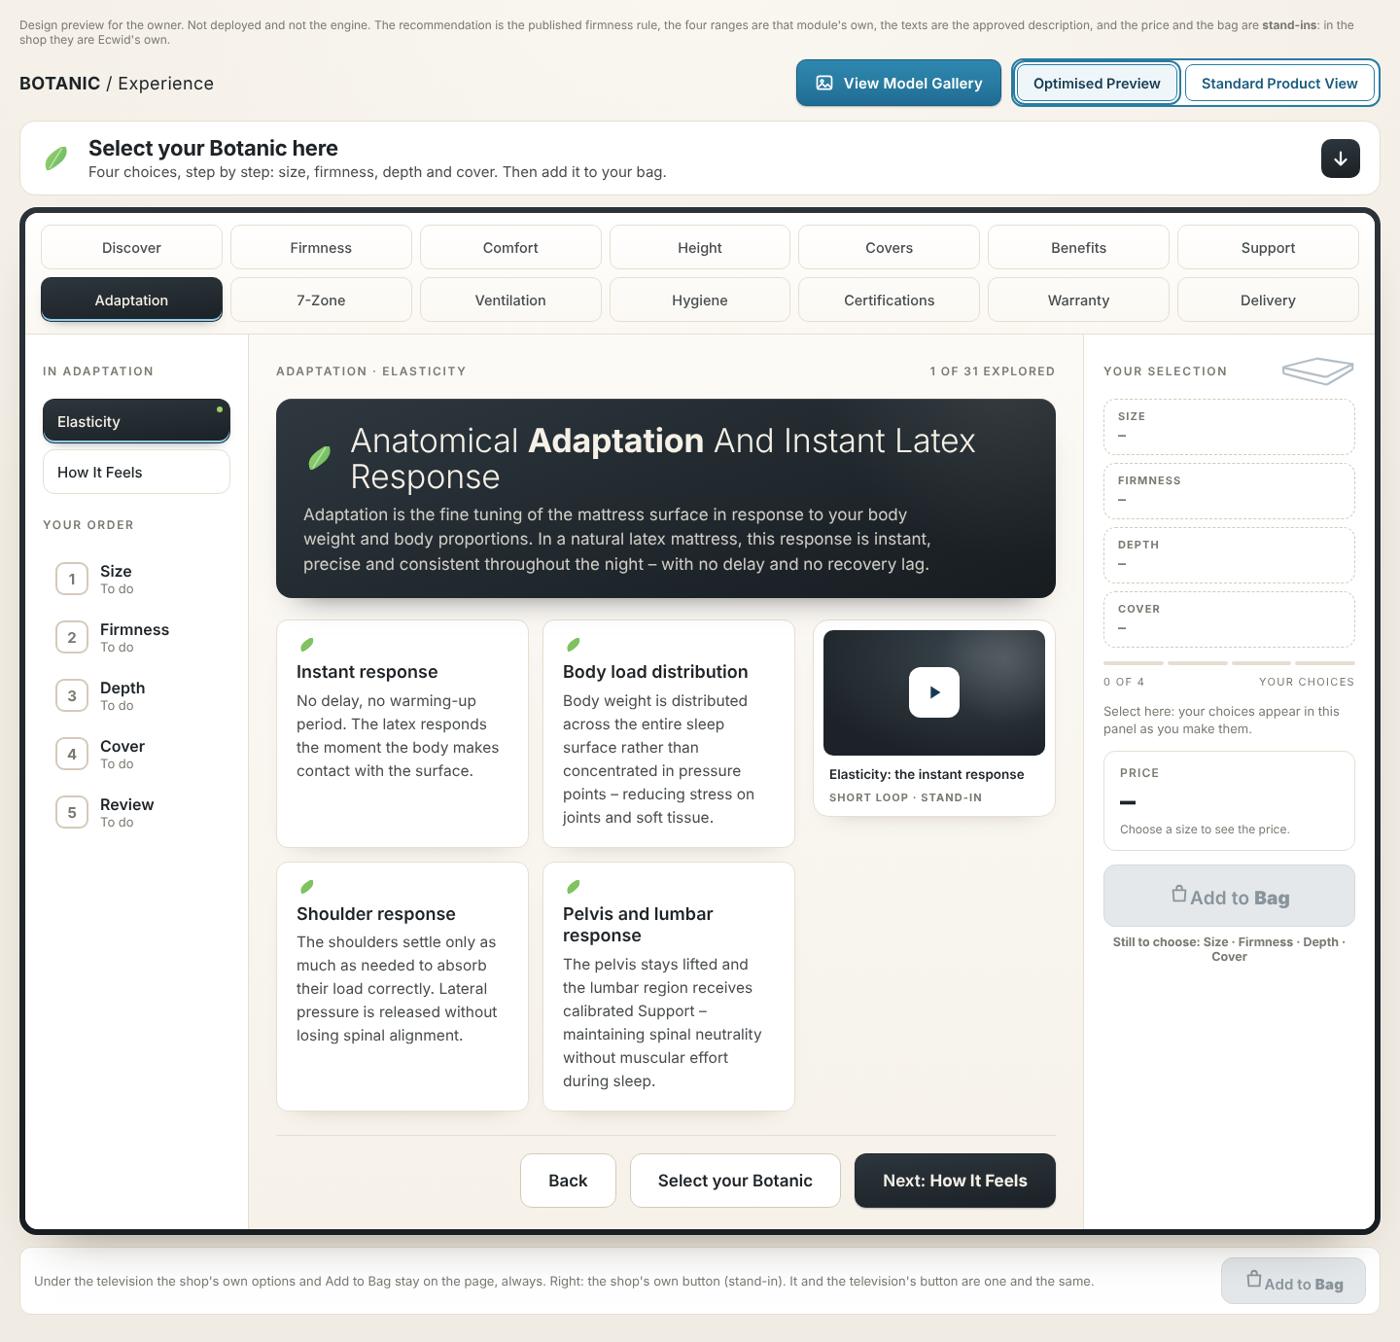 Design preview for the owner. Not deployed and not the engine. The recommendation is the published firmness rule, the four ranges are that module's own, the texts are the approved description, and the price and the bag are stand-ins: in the
shop they are Ecwid's own.
BOTANIC / Experience
View Model Gallery
Optimised Preview
Standard Product View
Select your Botanic here
Four choices, step by step: size, firmness, depth and cover. Then add it to your bag.
Discover
Firmness
Comfort
Height
Covers
Benefits
Support
Adaptation
7-Zone
Ventilation
Hygiene
Certifications
Warranty
Delivery
IN ADAPTATION
Elasticity
How It Feels
YOUR ORDER
1
Size
To do
2
Firmness
To do
3
Depth
To do
4
Cover
To do
5
Review
To do
ADAPTATION · ELASTICITY
1 OF 31 EXPLORED
Anatomical Adaptation And Instant Latex
Response
Adaptation is the fine tuning of the mattress surface in response to your body
weight and body proportions. In a natural latex mattress, this response is instant,
precise and consistent throughout the night – with no delay and no recovery lag.
Instant response
No delay, no warming-up
period. The latex responds
the moment the body makes
contact with the surface.
Body load distribution
Body weight is distributed
across the entire sleep
surface rather than
concentrated in pressure
points – reducing stress on
joints and soft tissue.
Elasticity: the instant response
SHORT LOOP · STAND-IN
Shoulder response
The shoulders settle only as
much as needed to absorb
their load correctly. Lateral
pressure is released without
losing spinal alignment.
Pelvis and lumbar
response
The pelvis stays lifted and
the lumbar region receives
calibrated Support –
maintaining spinal neutrality
without muscular effort
during sleep.
Back
Select your Botanic
Next: How It Feels
YOUR SELECTION
SIZE
–
FIRMNESS
–
DEPTH
–
COVER
–
0 OF 4
YOUR CHOICES
Select here: your choices appear in this
panel as you make them.
PRICE
–
Choose a size to see the price.
Add to Bag
Still to choose: Size · Firmness · Depth ·
Cover
Under the television the shop's own options and Add to Bag stay on the page, always. Right: the shop's own button (stand-in). It and the television's button are one and the same.
Add to Bag